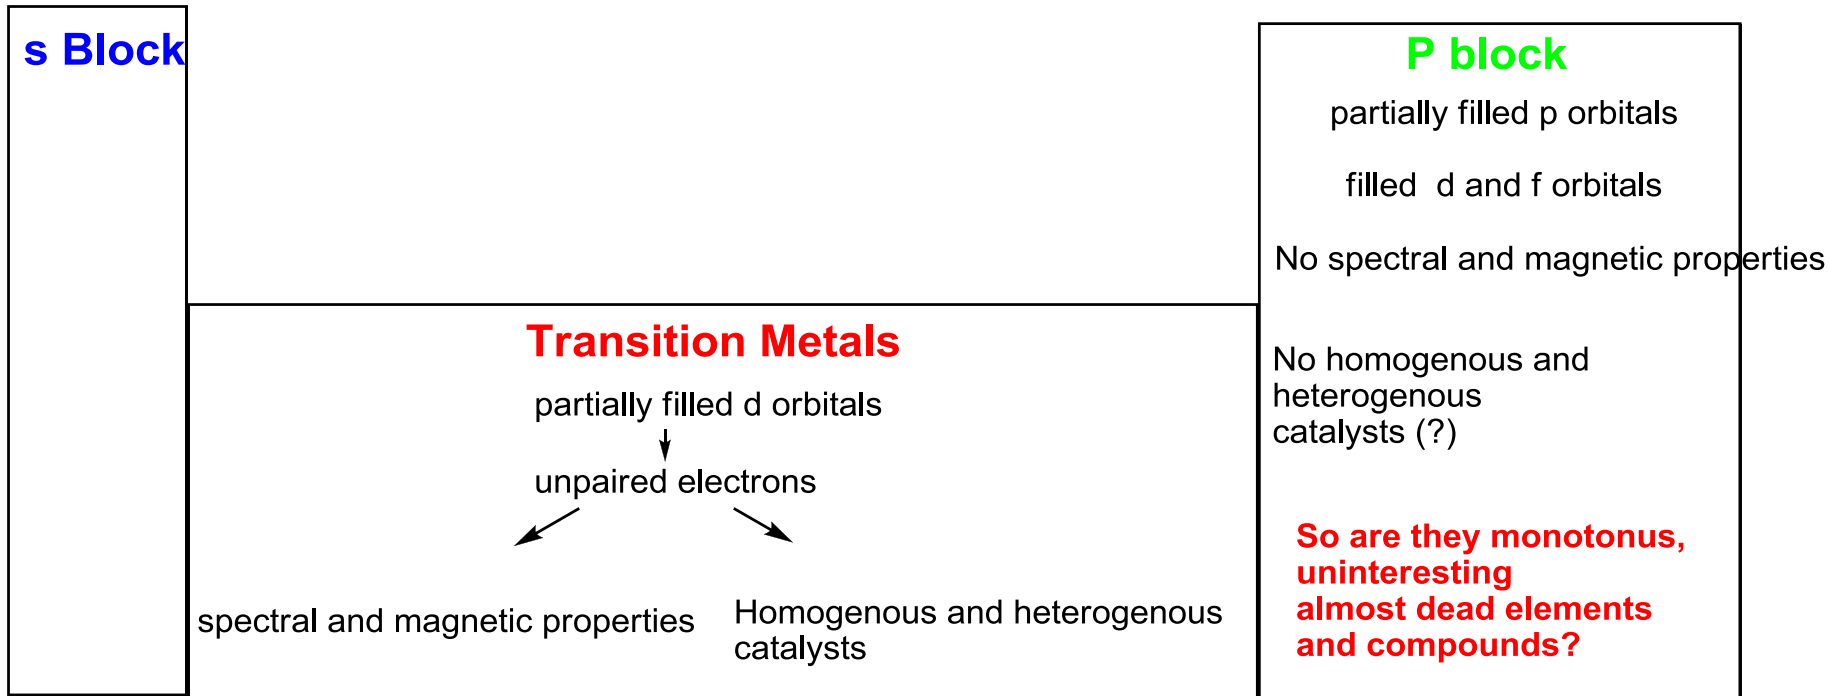 s Block
P block
partially filled p orbitals
filled d and f orbitals
No spectral and magnetic properties
No homogenous and
heterogenous
catalysts (?)
So are they monotonus,
uninteresting
almost dead elements
and compounds?
Transition Metals
partially filled d orbitals
unpaired electrons
spectral and magnetic properties
Homogenous and heterogenous
catalysts